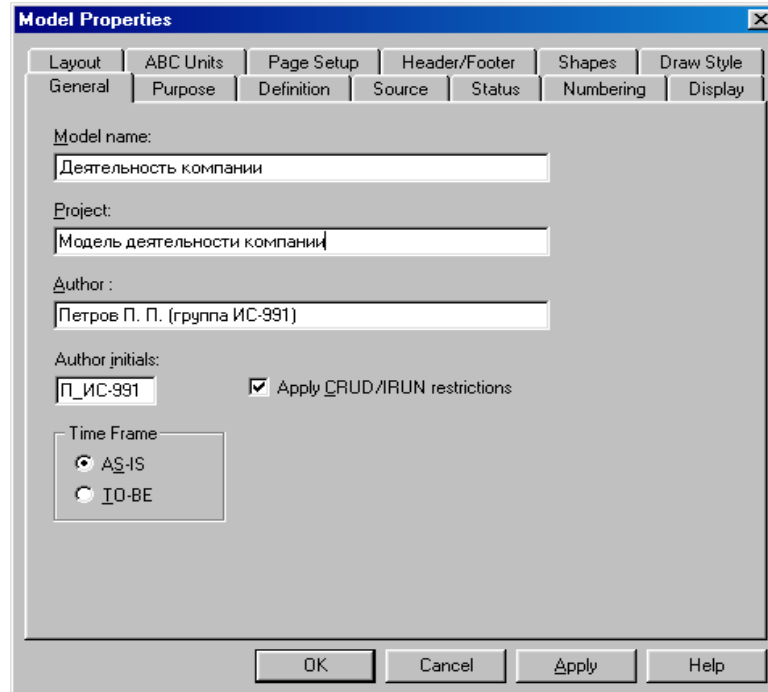 Model Properties
Layout ABC Units Page Setup Header/Footer Shapes Draw Style
General Purpose Definition Source Status Numbering Display
Model name:
Деятельность компании
Project:
Модель деятельности компании
Author :
Петров П. П. (группа ИС-991)
Author initials:
П_ИС-991 Apply CRUD/IRUN restrictions
Time Frame
AS-IS
TO-BE
OK Cancel Apply Help